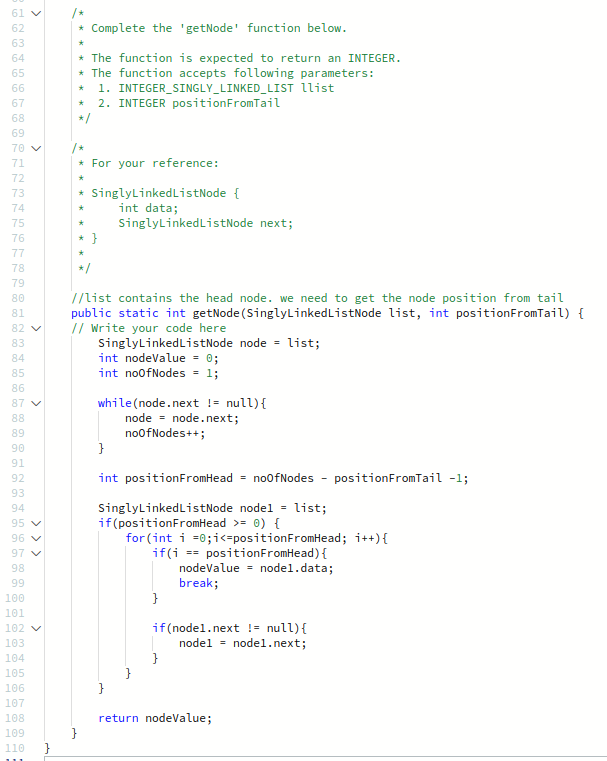 61 /*
62 * Complete the 'getNode' function below.
63 *
64 * The function is expected to return an INTEGER.
65 * The function accepts following parameters:
66 *  1. INTEGER_SINGLY_LINKED_LIST llist
67 *  2. INTEGER positionFromTail
68 */
69
70 /*
71 * For your reference:
72 *
73 * SinglyLinkedListNode {
74 *     int data;
75 *     SinglyLinkedListNode next;
76 * }
77 *
78 */
79
80 //list contains the head node. we need to get the node position from tail
81 public static int getNode(SinglyLinkedListNode list, int positionFromTail) {
82 // Write your code here
83     SinglyLinkedListNode node = list;
84     int nodeValue = 0;
85     int noOfNodes = 1;
86
87     while(node.next != null){
88         node = node.next;
89         noOfNodes++;
90     }
91
92     int positionFromHead = noOfNodes - positionFromTail -1;
93
94     SinglyLinkedListNode node1 = list;
95     if(positionFromHead >= 0) {
96         for(int i =0;i<=positionFromHead; i++){
97             if(i == positionFromHead){
98                 nodeValue = node1.data;
99                 break;
100             }
101
102             if(node1.next != null){
103                 node1 = node1.next;
104             }
105         }
106     }
107
108     return nodeValue;
109 }
110 }